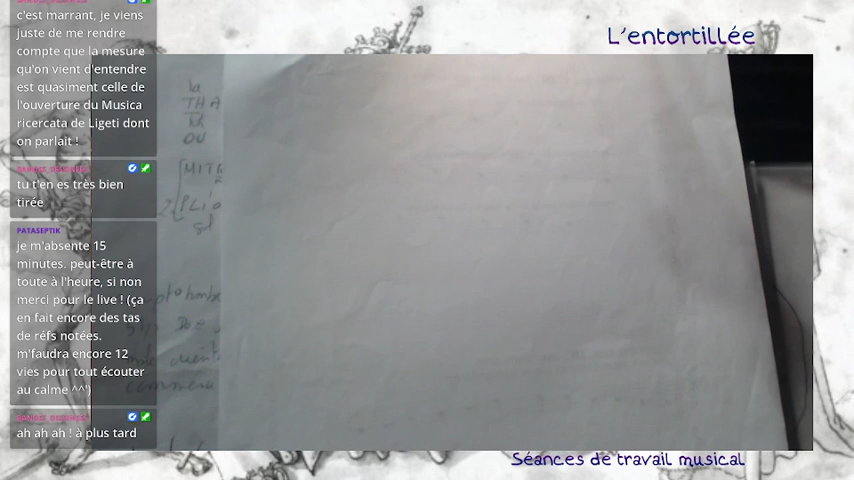 c'est marrant, je viens
juste de me rendre
compte que la mesure
qu'on vient d'entendre
est quasiment celle de
l'ouverture du Musica
ricercata de Ligeti dont
on parlait !
tu t'en es très bien
tirée
PATASEPTIK
je m'absente 15
minutes. peut-être à
toute à l'heure, si non
merci pour le live ! (ça
en fait encore des tas
de réfs notées.
m'faudra encore 12
vies pour tout écouter
au calme ^^')
ah ah ah ! à plus tard
L'entortillée
la
THA
OU
MITR
Séances de travail musical